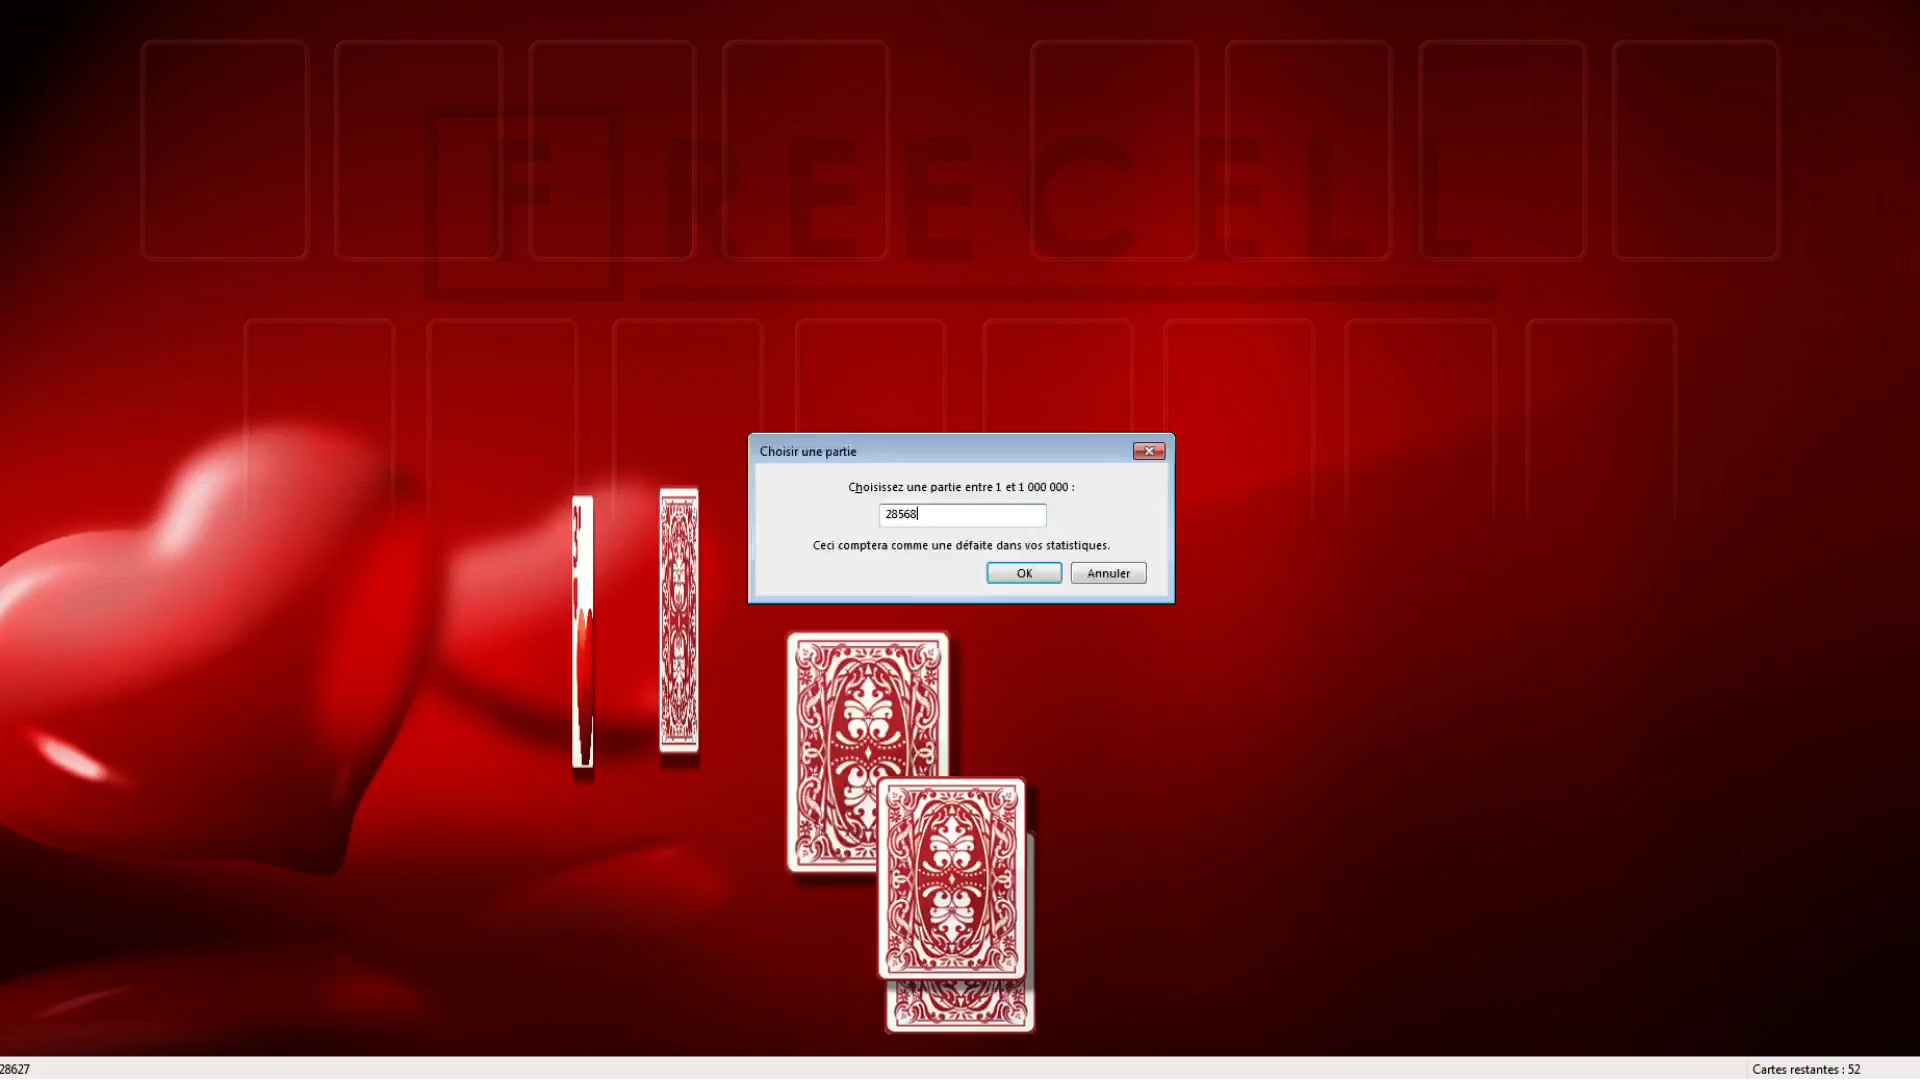 FREECELL
Choisir une partie
Choisissez une partie entre 1 et 1 000 000 :
28568
Ceci comptera comme une défaite dans vos statistiques.
OK
Annuler
28627
Cartes restantes : 52